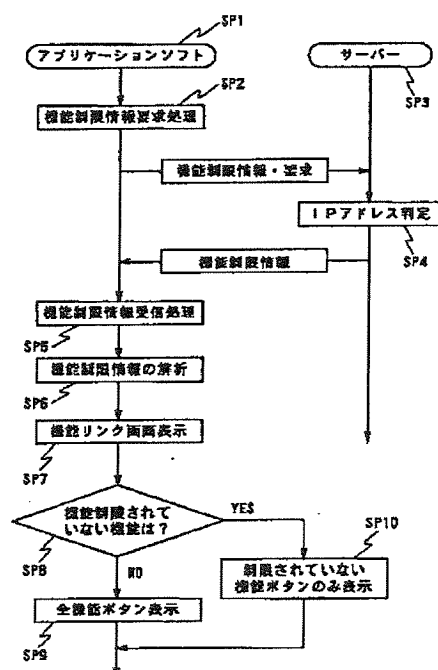 SP1
アプリケーションソフト
サーバー
SP2
SP3
機能制限情報要求処理
機能制限情報・要求
IPアドレス判定
SP4
機能制限情報
機能制限情報受信処理
SP5
機能制限情報の解析
SP6
機能リンク画面表示
SP7
機能制限されて
いない機能は?
YES
SP8
NO
SP10
制限されていない
機能ボタンのみ表示
全機能ボタン表示
SP9